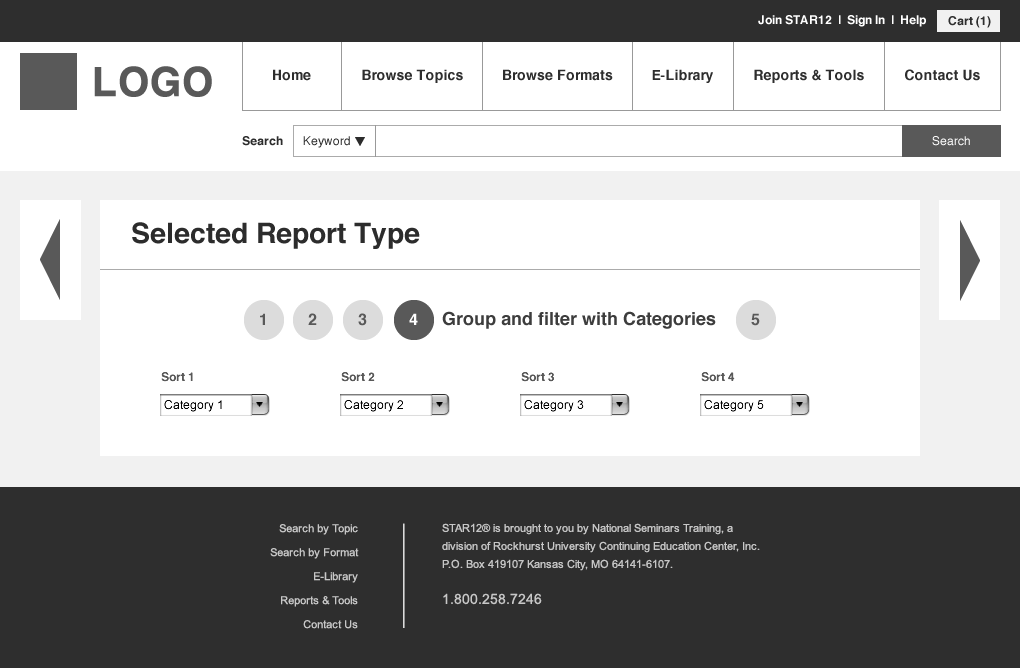 Join STAR12 | Sign In | Help Cart (1)
LOGO
Home Browse Topics Browse Formats E-Library Reports & Tools Contact Us
Search Keyword Search
Selected Report Type
1 2 3 4 Group and filter with Categories 5
Sort 1 Sort 2 Sort 3 Sort 4
Category 1 Category 2 Category 3 Category 5
Search by Topic
Search by Format
E-Library
Reports & Tools
Contact Us
STAR12® is brought to you by National Seminars Training, a
division of Rockhurst University Continuing Education Center, Inc.
P.O. Box 419107 Kansas City, MO 64141-6107.
1.800.258.7246